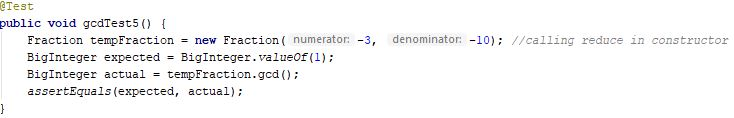 @Test
public void gcdTest5() {
Fraction tempFraction = new Fraction( numerator: -3, denominator: -10); //calling reduce in constructor
BigInteger expected = BigInteger.valueOf(1);
BigInteger actual = tempFraction.gcd();
assertEquals(expected, actual);
}